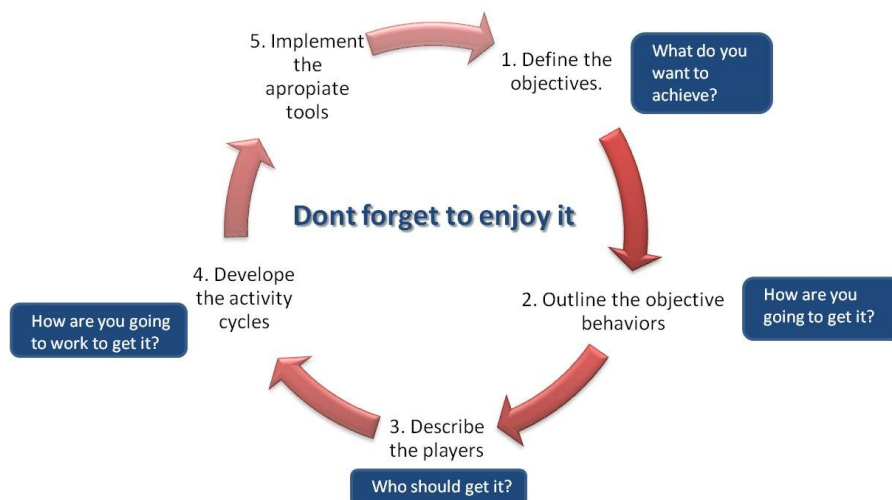 1. Define the
objectives.
What do you
want to
achieve?
2. Outline the objective
behaviors
How are you
going to get it?
3. Describe
the players
Who should get it?
4. Develope
the activity
cycles
How are you going
to work to get it?
5. Implement
the
apropiate
tools
Dont forget to enjoy it